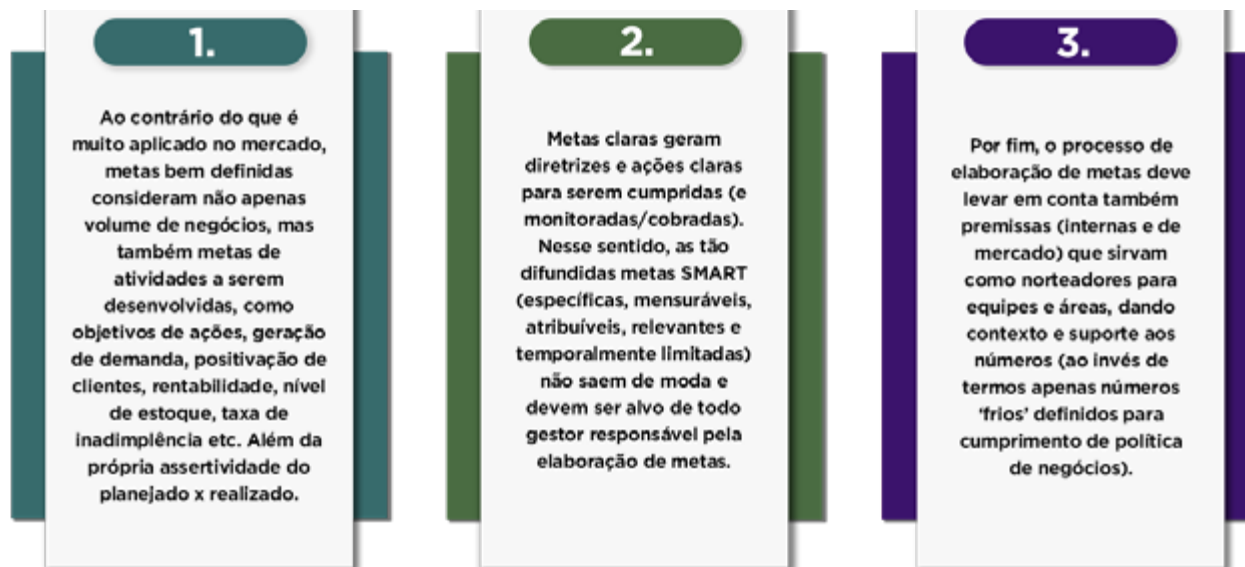 1.
Ao contrário do que é
muito aplicado no mercado,
metas bem definidas
consideram não apenas
volume de negócios, mas
também metas de
atividades a serem
desenvolvidas, como
objetivos de ações, geração
de demanda, positivação de
clientes, rentabilidade, nível
de estoque, taxa de
inadimplência etc. Além da
própria assertividade do
planejado x realizado.
2.
Metas claras geram
diretrizes e ações claras
para serem cumpridas (e
monitoradas/cobradas).
Nesse sentido, as tão
difundidas metas SMART
(específicas, mensuráveis,
atribuíveis, relevantes e
temporalmente limitadas)
não saem de moda e
devem ser alvo de todo
gestor responsável pela
elaboração de metas.
3.
Por fim, o processo de
elaboração de metas deve
levar em conta também
premissas (internas e de
mercado) que sirvam
como norteadores para
equipes e áreas, dando
contexto e suporte aos
números (ao invés de
termos apenas números
‘frios’ definidos para
cumprimento de política
de negócios).